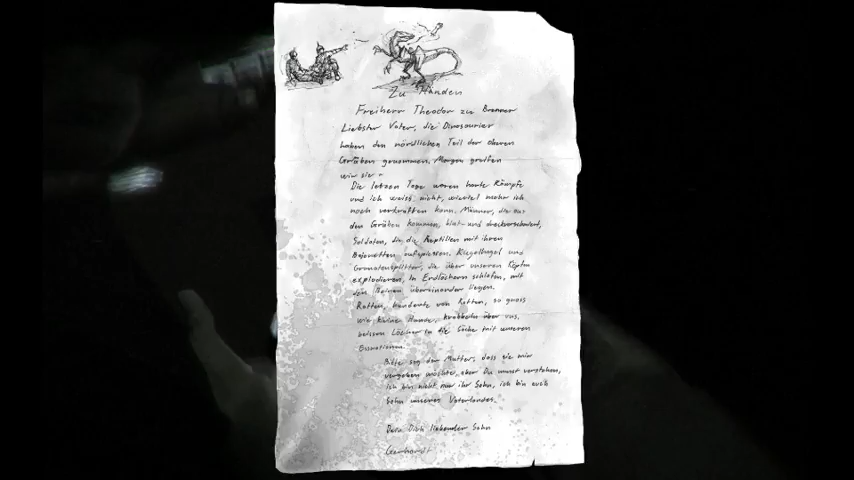 Zu Händen
Freiherr Theodor zu Brenner
Liebster Vater, die Dinosaurier
haben den nördlichen Teil der oberen
Gräben genommen. Morgen greifen
wir sie
Die letzen Tage waren harte Kämpfe
und ich weiss nicht, wieviel mehr ich
noch verkraften kann. Männer, die aus
den Gräben kommen, blut- und dreckverschmiert,
Soldaten, die die Reptilien mit ihren
Bajonetten aufspiessen. Kugelhagel und
Granatensplitter, die über unseren Köpfen
explodieren, in Erdlöchern schlafen, mit
den Beinen übereinander liegen.
Ratten, hunderte von Ratten, so gross
wie kleine Hunde, krabbeln über uns,
beissen Löcher in die Säcke mit unseren
Essrationen.
Bitte sag der Mutter, dass sie mir
vergeben möchte, aber Du musst verstehen,
ich bin nicht nur ihr Sohn, ich bin auch
Sohn unseres Vaterlandes.
Dein Dich liebender Sohn
Gerhardt